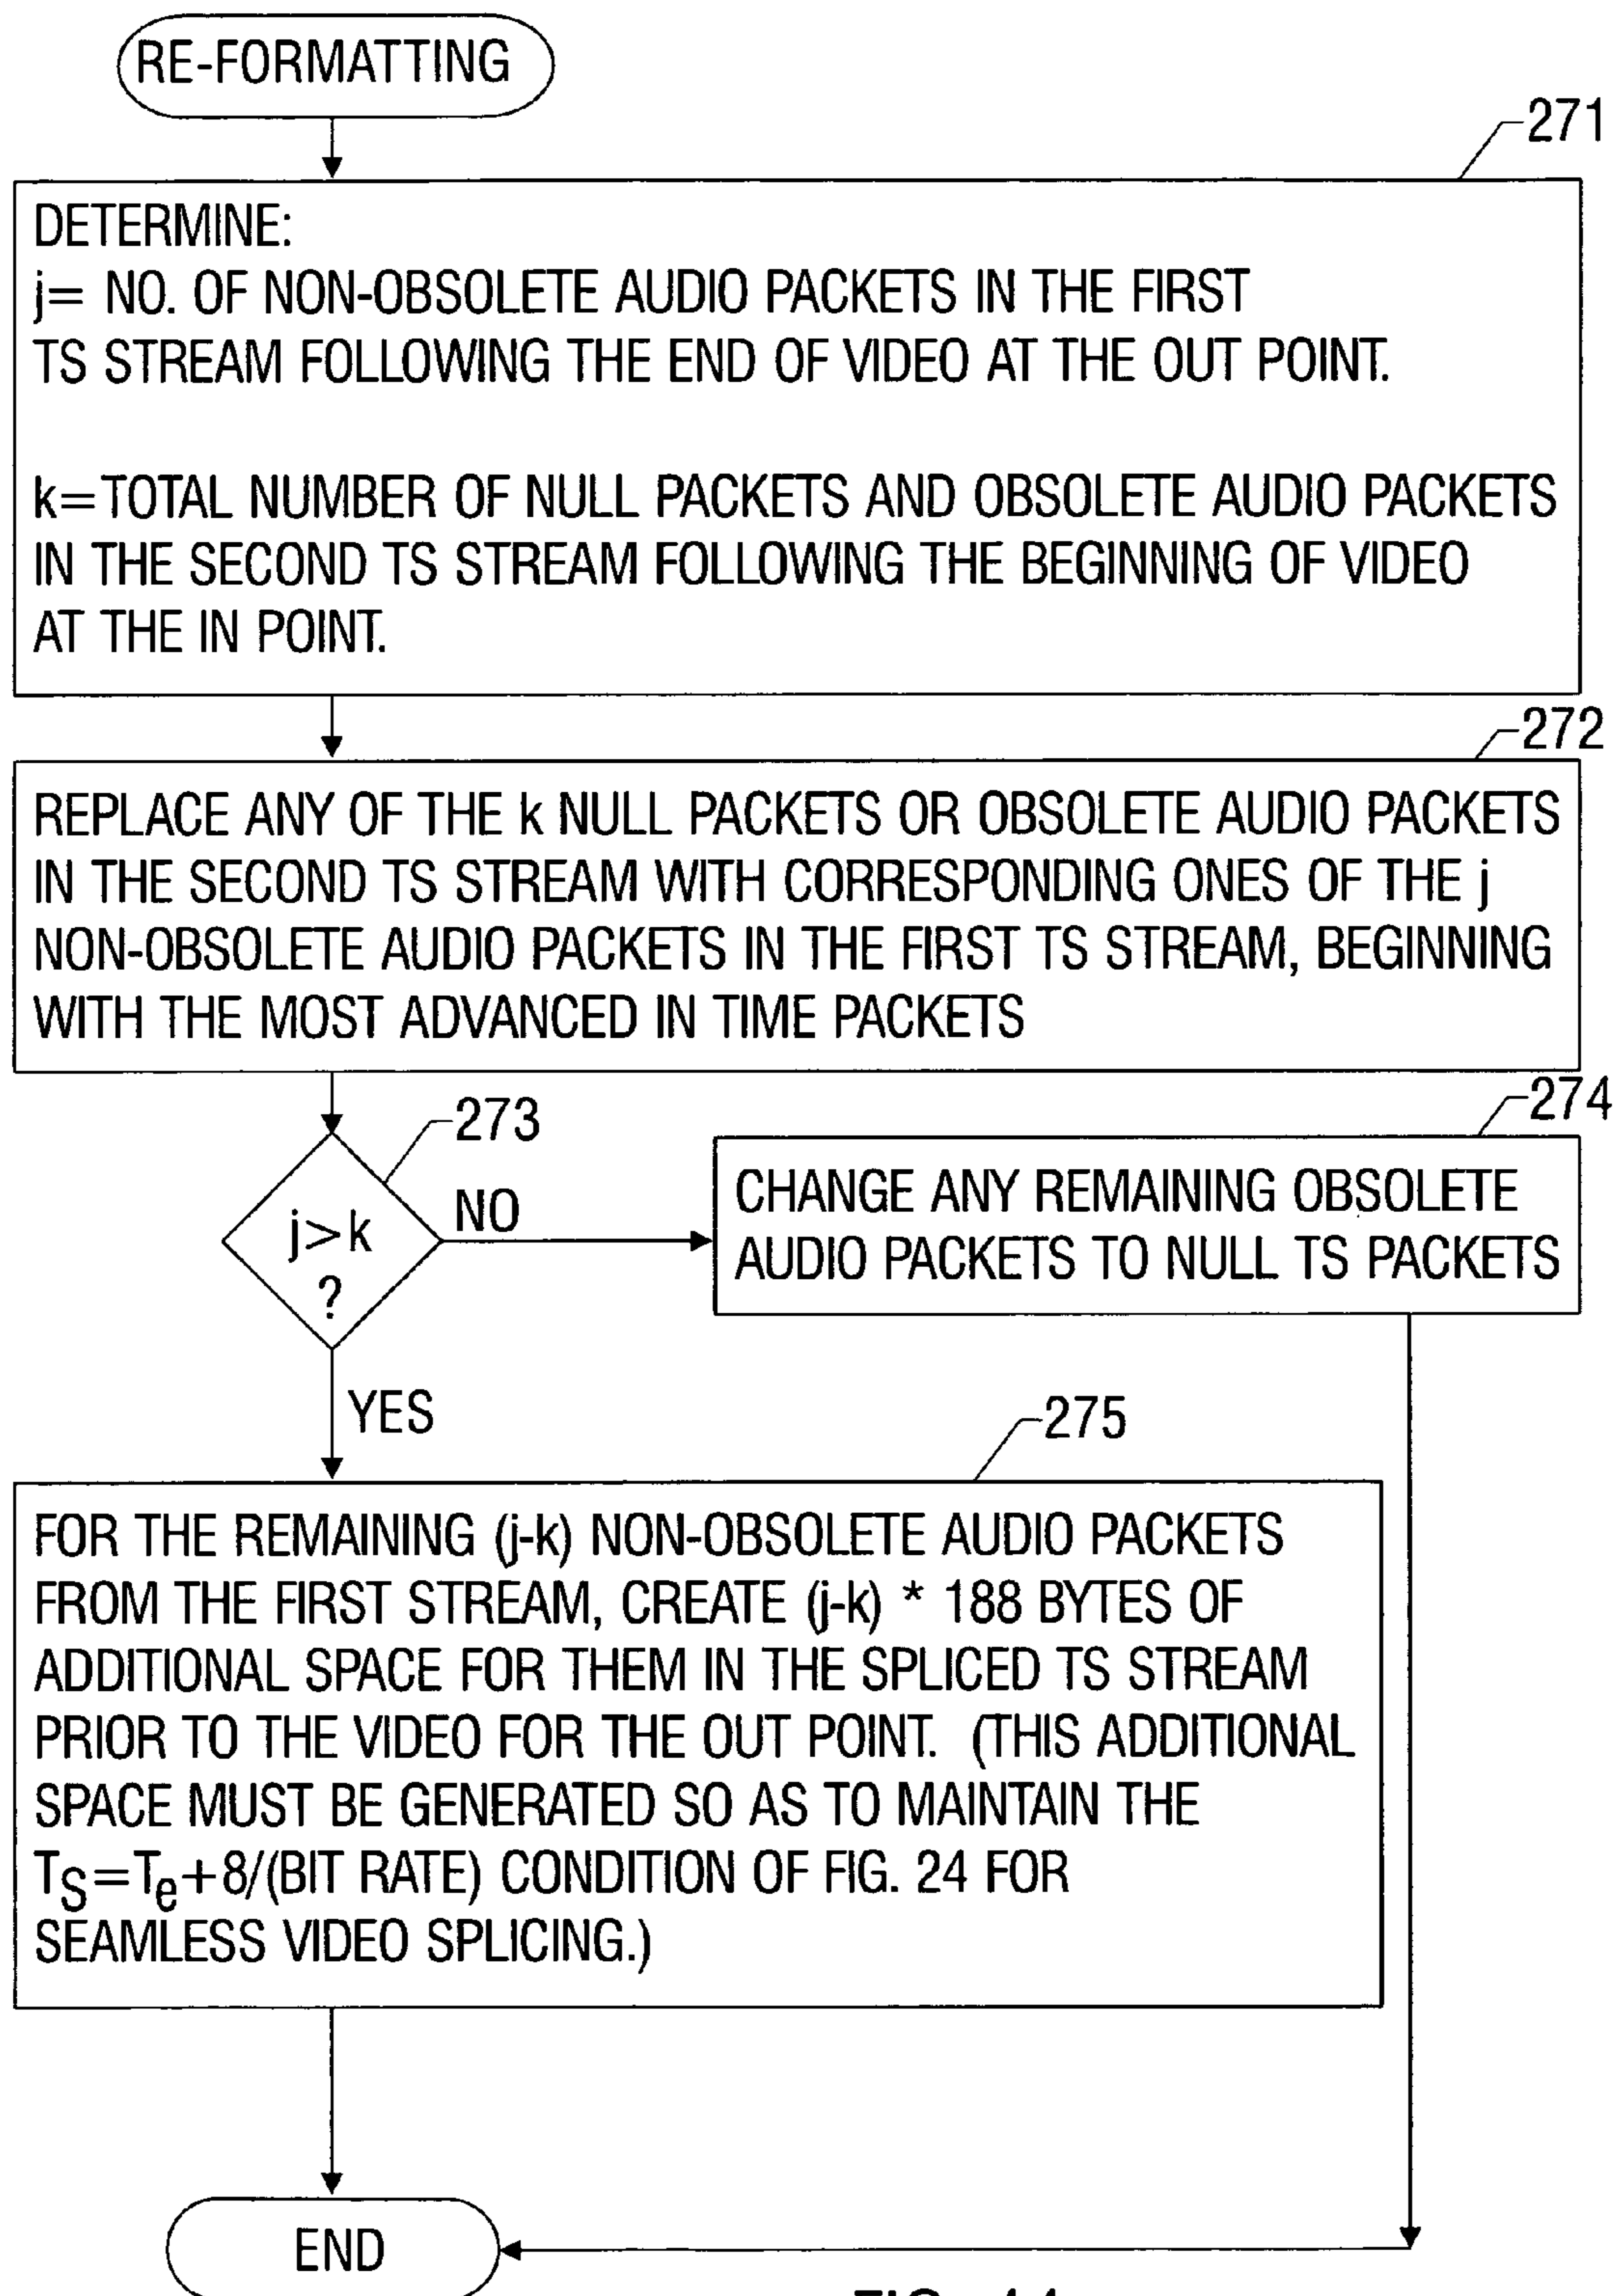 RE-FORMATTING
271
DETERMINE:
j= NO. OF NON-OBSOLETE AUDIO PACKETS IN THE FIRST
TS STREAM FOLLOWING THE END OF VIDEO AT THE OUT POINT.
k=TOTAL NUMBER OF NULL PACKETS AND OBSOLETE AUDIO PACKETS
IN THE SECOND TS STREAM FOLLOWING THE BEGINNING OF VIDEO
AT THE IN POINT.
272
REPLACE ANY OF THE k NULL PACKETS OR OBSOLETE AUDIO PACKETS
IN THE SECOND TS STREAM WITH CORRESPONDING ONES OF THE j
NON-OBSOLETE AUDIO PACKETS IN THE FIRST TS STREAM, BEGINNING
WITH THE MOST ADVANCED IN TIME PACKETS
273
j>k
?
NO
274
CHANGE ANY REMAINING OBSOLETE
AUDIO PACKETS TO NULL TS PACKETS
YES
275
FOR THE REMAINING (j-k) NON-OBSOLETE AUDIO PACKETS
FROM THE FIRST STREAM, CREATE (j-k) * 188 BYTES OF
ADDITIONAL SPACE FOR THEM IN THE SPLICED TS STREAM
PRIOR TO THE VIDEO FOR THE OUT POINT. (THIS ADDITIONAL
SPACE MUST BE GENERATED SO AS TO MAINTAIN THE
TS=Te+8/(BIT RATE) CONDITION OF FIG. 24 FOR
SEAMLESS VIDEO SPLICING.)
END